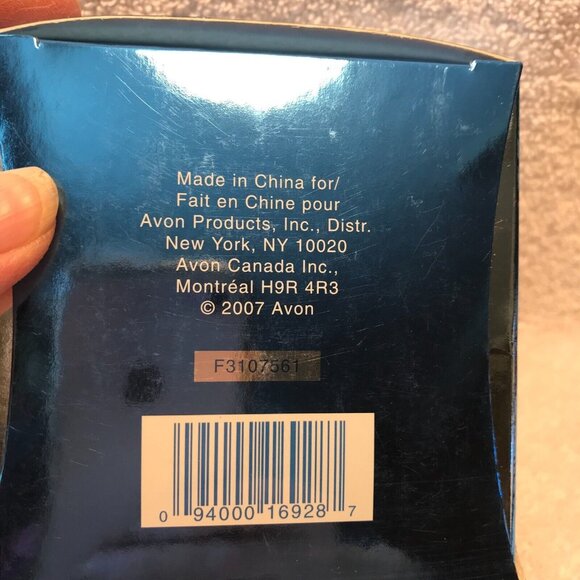 Made in China for/
Fait en Chine pour
Avon Products, Inc., Distr.
New York, NY 10020
Avon Canada Inc.,
Montréal H9R 4R3
© 2007 Avon
F3107561
0 94000 16928 7